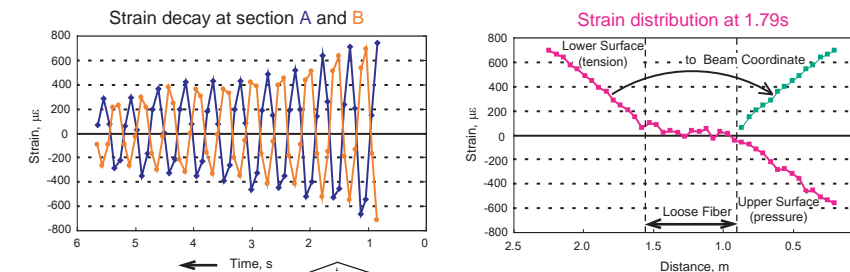 Strain decay at section A and B
800
600
400
200
0
-200
-400
-600
-800
Strain, με
6
5
4
3
2
1
0
Time, s
Strain distribution at 1.79s
800
600
400
200
0
-200
-400
-600
-800
Strain, με
Lower Surface
(tension)
to Beam Coordinate
Loose Fiber
Upper Surface
(pressure)
2.5
2.0
1.5
1.0
0.5
Distance, m